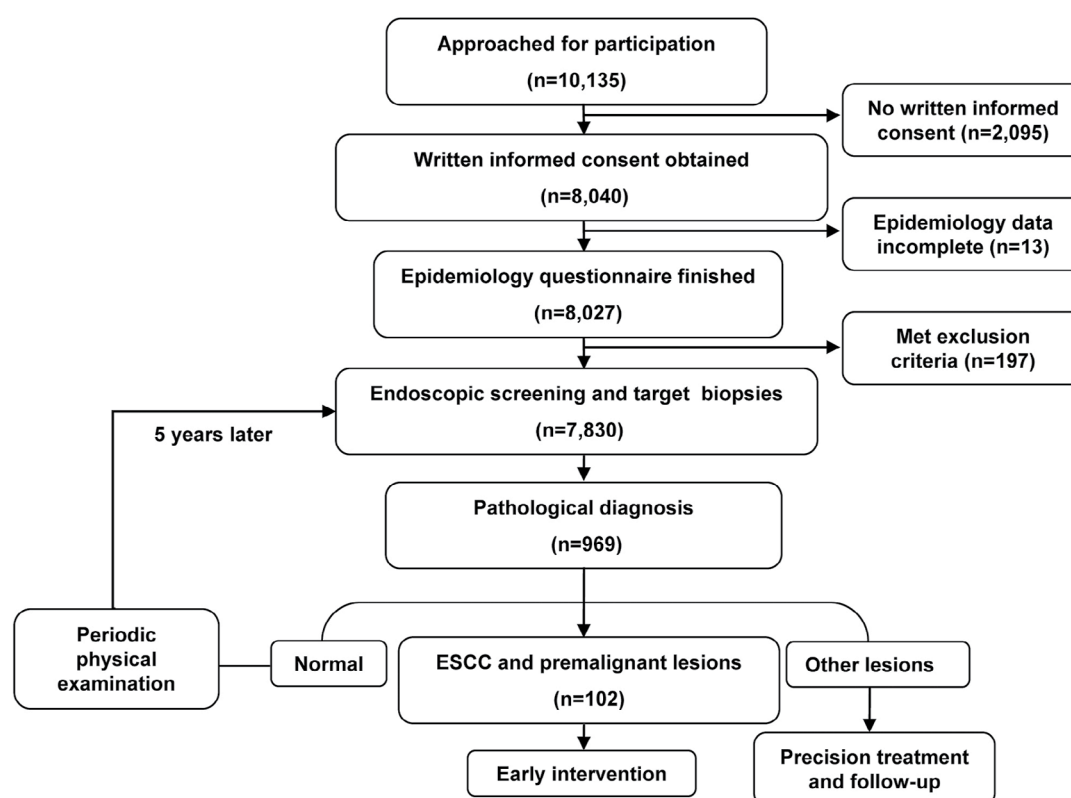 Approached for participation
(n=10,135)
No written informed
consent (n=2,095)
Written informed consent obtained
(n=8,040)
Epidemiology data
incomplete (n=13)
Epidemiology questionnaire finished
(n=8,027)
Met exclusion
criteria (n=197)
Endoscopic screening and target biopsies
(n=7,830)
5 years later
Pathological diagnosis
(n=969)
Periodic
physical
examination
Normal
ESCC and premalignant lesions
(n=102)
Other lesions
Early intervention
Precision treatment
and follow-up